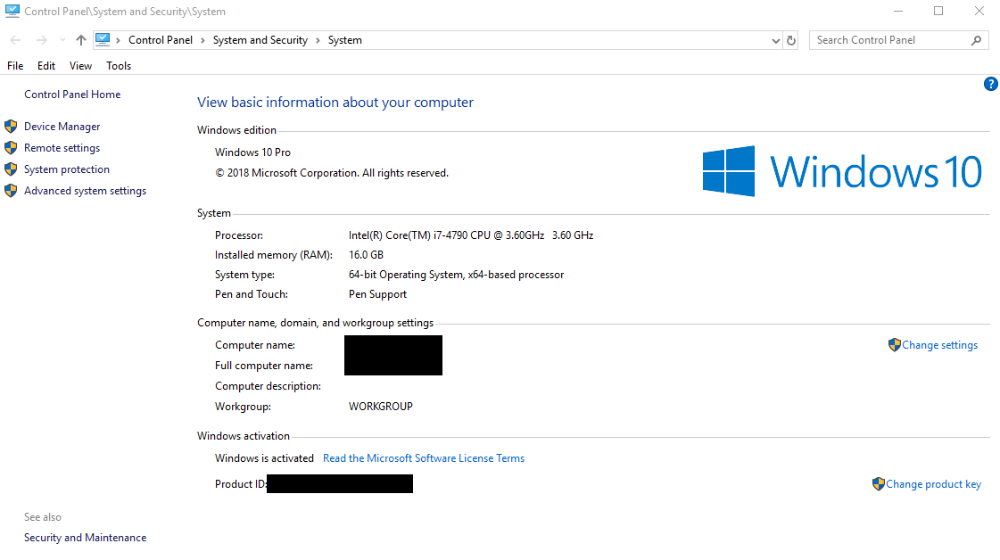 Control Panel\System and Security\System
Control Panel › System and Security › System
Search Control Panel
File Edit View Tools
?
Control Panel Home
Device Manager
Remote settings
System protection
Advanced system settings
View basic information about your computer
Windows edition
Windows 10 Pro
© 2018 Microsoft Corporation. All rights reserved.
Windows 10
System
Processor: Intel(R) Core(TM) i7-4790 CPU @ 3.60GHz 3.60 GHz
Installed memory (RAM): 16.0 GB
System type: 64-bit Operating System, x64-based processor
Pen and Touch: Pen Support
Computer name, domain, and workgroup settings
Computer name:
Change settings
Full computer name:
Computer description:
Workgroup: WORKGROUP
Windows activation
Windows is activated Read the Microsoft Software License Terms
Product ID:
Change product key
See also
Security and Maintenance